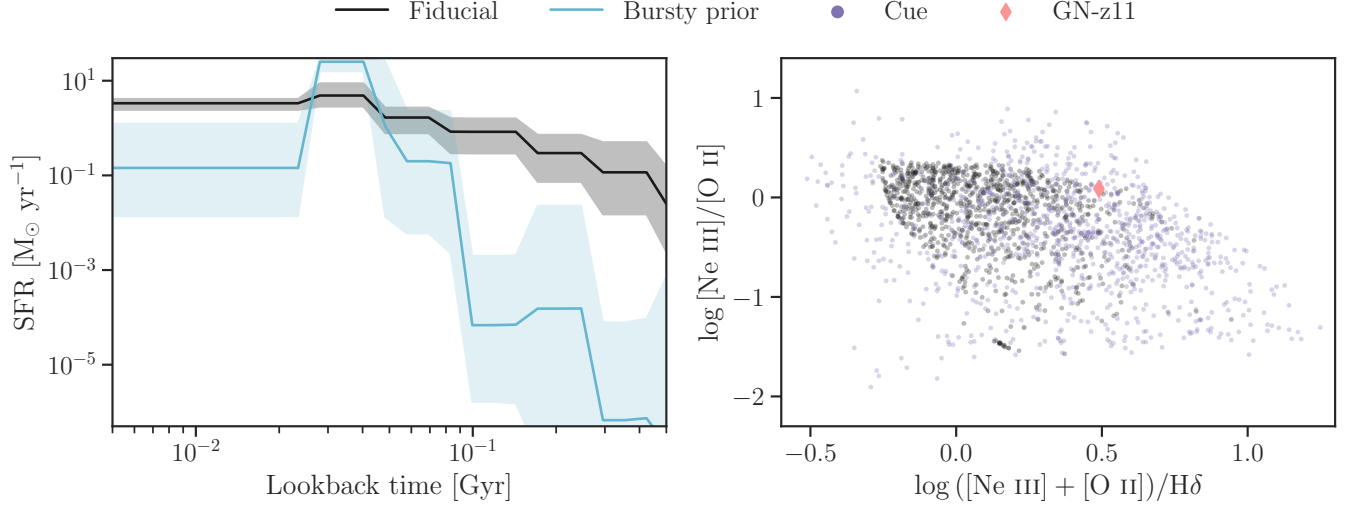 Fiducial Bursty prior Cue GN-z11
SFR [M⊙ yr⁻¹]
10¹
10⁻¹
10⁻³
10⁻⁵
10⁻² 10⁻¹
Lookback time [Gyr]
log [Ne III]/[O II]
1
0
−1
−2
−0.5 0.0 0.5 1.0
log ([Ne III] + [O II])/Hδ